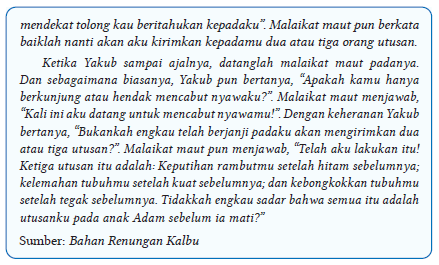 mendekat tolong kau beritahukan kepadaku”. Malaikat maut pun berkata
baiklah nanti akan aku kirimkan kepadamu dua atau tiga orang utusan.
Ketika Yakub sampai ajalnya, datanglah malaikat maut padanya.
Dan sebagaimana biasanya, Yakub pun bertanya, “Apakah kamu hanya
berkunjung atau hendak mencabut nyawaku?”. Malaikat maut menjawab,
“Kali ini aku datang untuk mencabut nyawamu!”. Dengan keheranan Yakub
bertanya, “Bukankah engkau telah berjanji padaku akan mengirimkan dua
atau tiga utusan?”. Malaikat maut pun menjawab, “Telah aku lakukan itu!
Ketiga utusan itu adalah: Keputihan rambutmu setelah hitam sebelumnya;
kelemahan tubuhmu setelah kuat sebelumnya; dan kebongkokkan tubuhmu
setelah tegak sebelumnya. Tidakkah engkau sadar bahwa semua itu adalah
utusanku pada anak Adam sebelum ia mati?”
Sumber: Bahan Renungan Kalbu